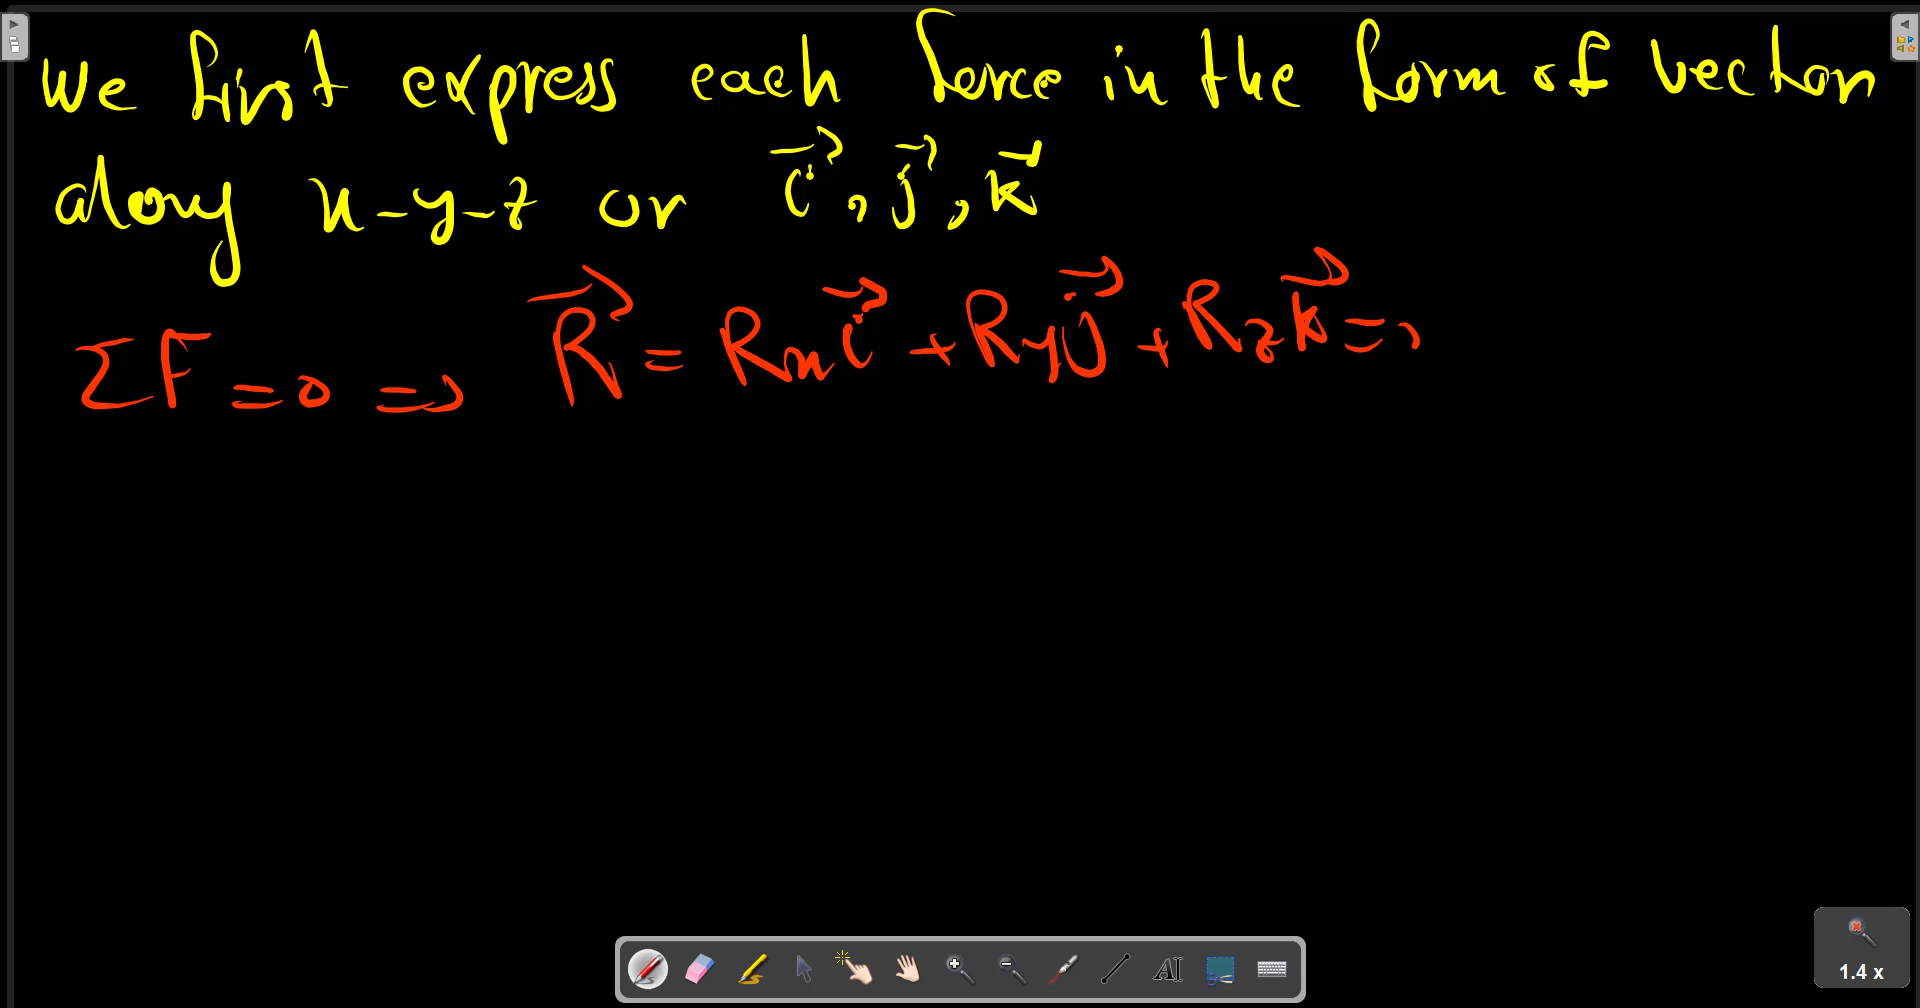 We first express each force in the form of vector
along x-y-z or i⃗, j⃗, k⃗
ΣF = 0 ⇒ R⃗ = Rx i⃗ + Ry j⃗ + Rz k⃗ =
AI
1.4 x